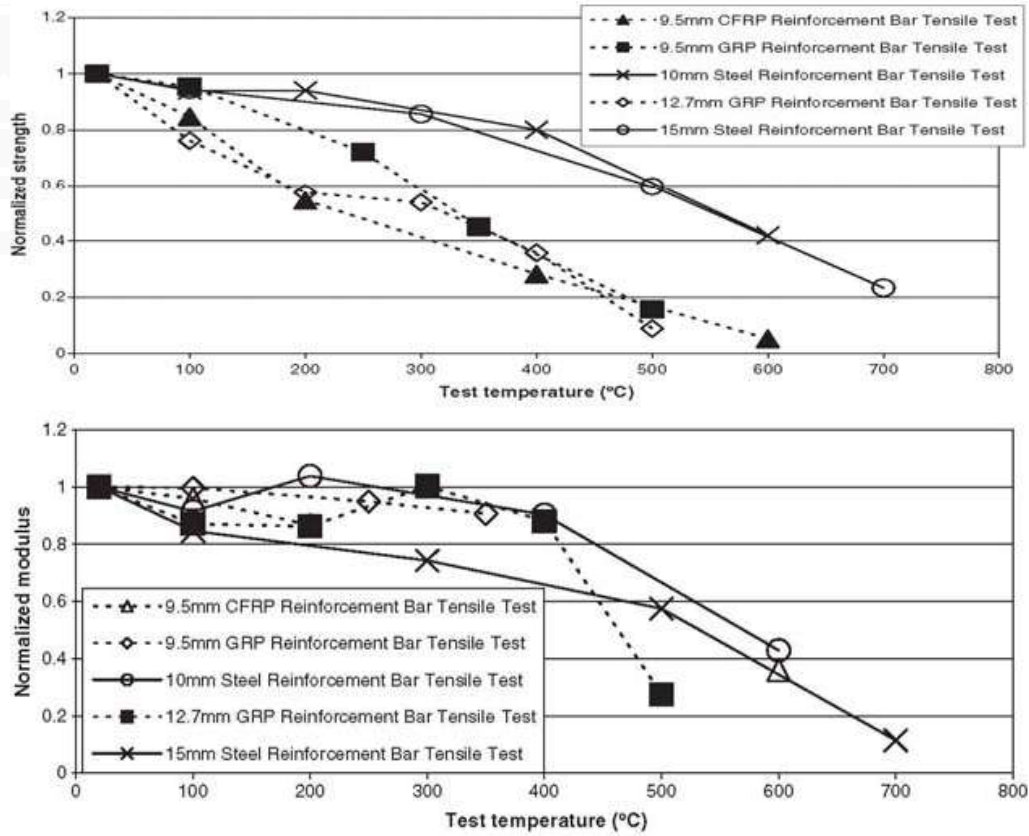 1.2
1
0.8
0.6
0.4
0.2
0
Normalized strength
9.5mm CFRP Reinforcement Bar Tensile Test
9.5mm GRP Reinforcement Bar Tensile Test
10mm Steel Reinforcement Bar Tensile Test
12.7mm GRP Reinforcement Bar Tensile Test
15mm Steel Reinforcement Bar Tensile Test
0 100 200 300 400 500 600 700 800
Test temperature (ºC)
1.2
1
0.8
0.6
0.4
0.2
0
Normalized modulus
9.5mm CFRP Reinforcement Bar Tensile Test
9.5mm GRP Reinforcement Bar Tensile Test
10mm Steel Reinforcement Bar Tensile Test
12.7mm GRP Reinforcement Bar Tensile Test
15mm Steel Reinforcement Bar Tensile Test
0 100 200 300 400 500 600 700 800
Test temperature (ºC)